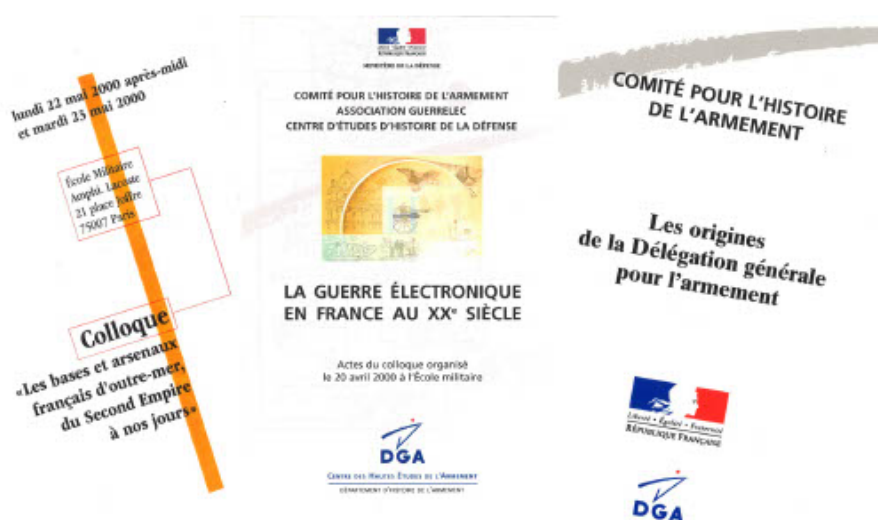 lundi 22 mai 2000 après-midi
et mardi 23 mai 2000
École Militaire
Amphi. Lacoste
21 place Joffre
75007 Paris
Colloque
«Les bases et arsenaux
français d'outre-mer,
du Second Empire
à nos jours»
RÉPUBLIQUE FRANÇAISE
MINISTÈRE DE LA DÉFENSE
COMITÉ POUR L'HISTOIRE DE L'ARMEMENT
ASSOCIATION GUERRELEC
CENTRE D'ÉTUDES D'HISTOIRE DE LA DÉFENSE
LA GUERRE ÉLECTRONIQUE
EN FRANCE AU XXe SIÈCLE
Actes du colloque organisé
le 20 avril 2000 à l'École militaire
DGA
CENTRE DES HAUTES ÉTUDES DE L'ARMEMENT
DÉPARTEMENT D'HISTOIRE DE L'ARMEMENT
COMITÉ POUR L'HISTOIRE
DE L'ARMEMENT
Les origines
de la Délégation générale
pour l'armement
Liberté • Égalité • Fraternité
RÉPUBLIQUE FRANÇAISE
DGA